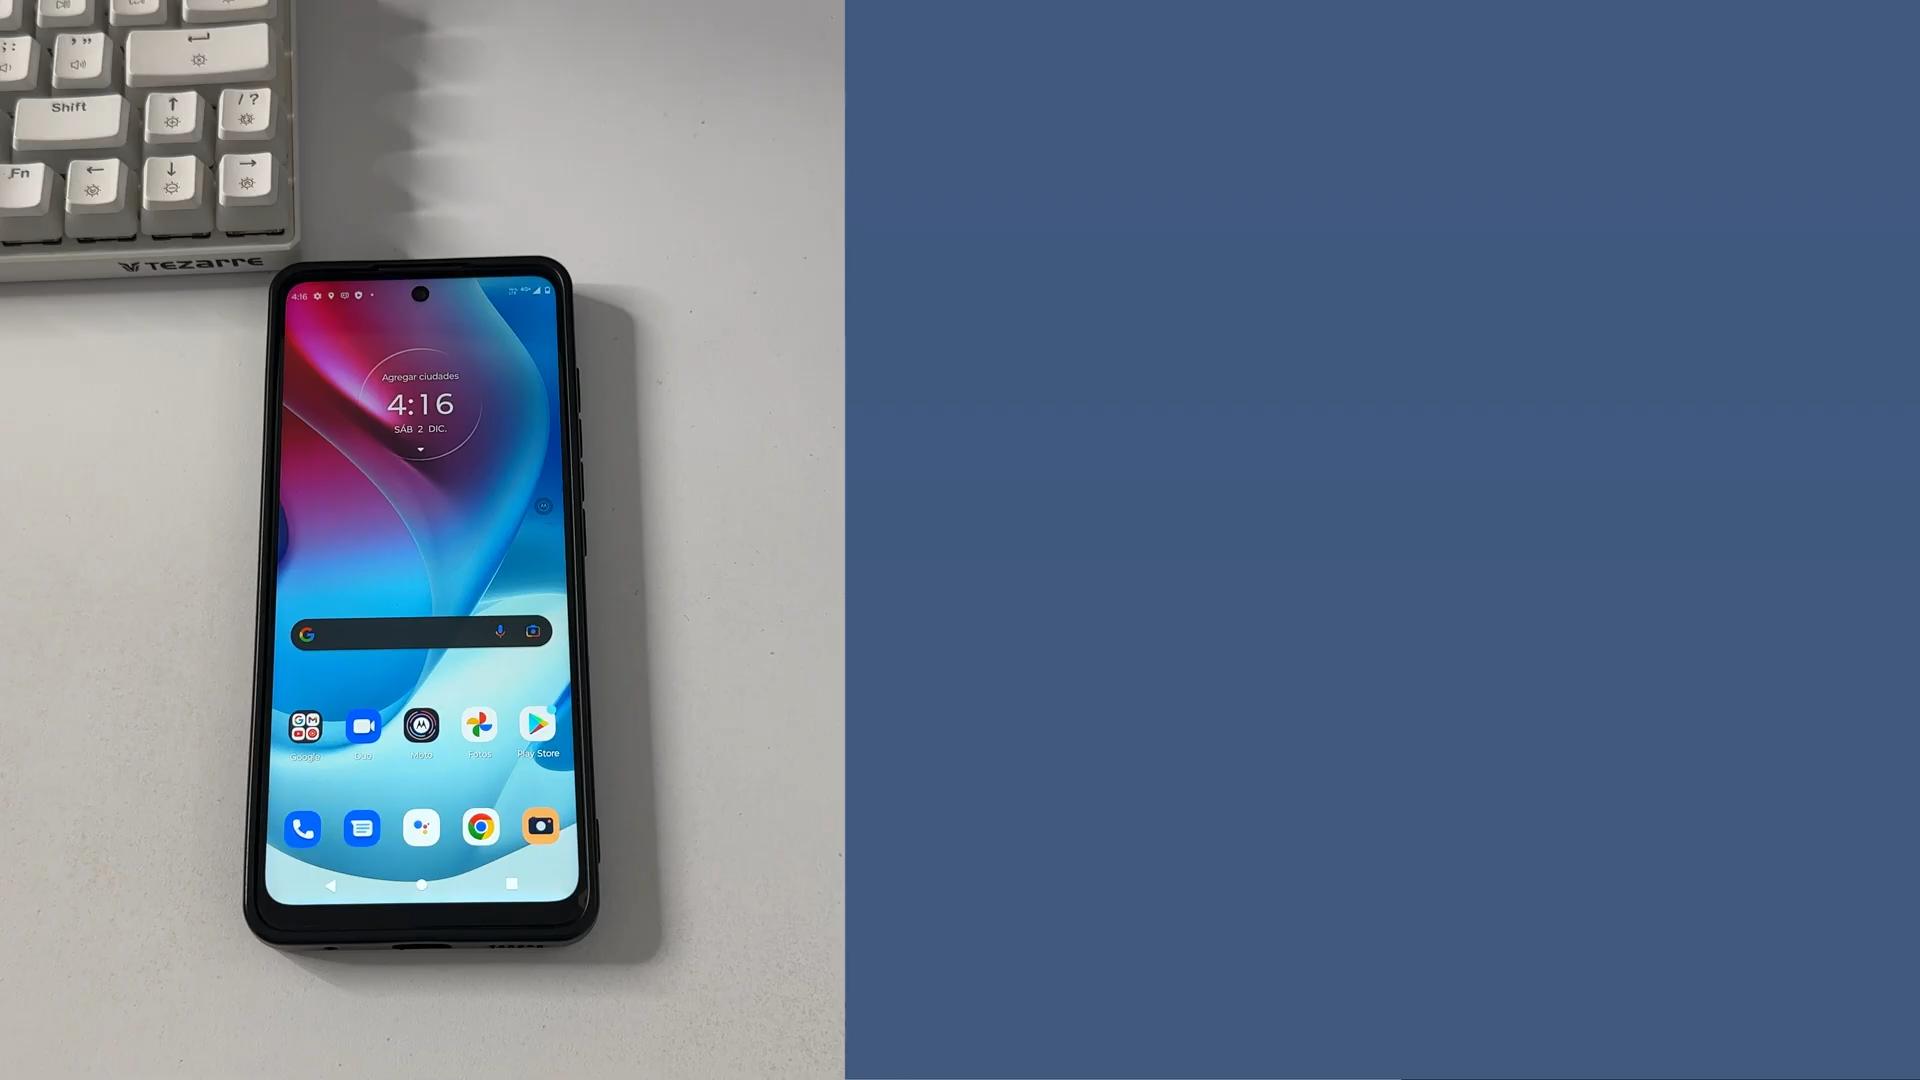 ; :
, ”
Shift
/ ?
Fn
TEZARRE
4:16
Agregar ciudades
4:16
SÁB 2 DIC.
Google
Duo
Moto
Fotos
Play Store